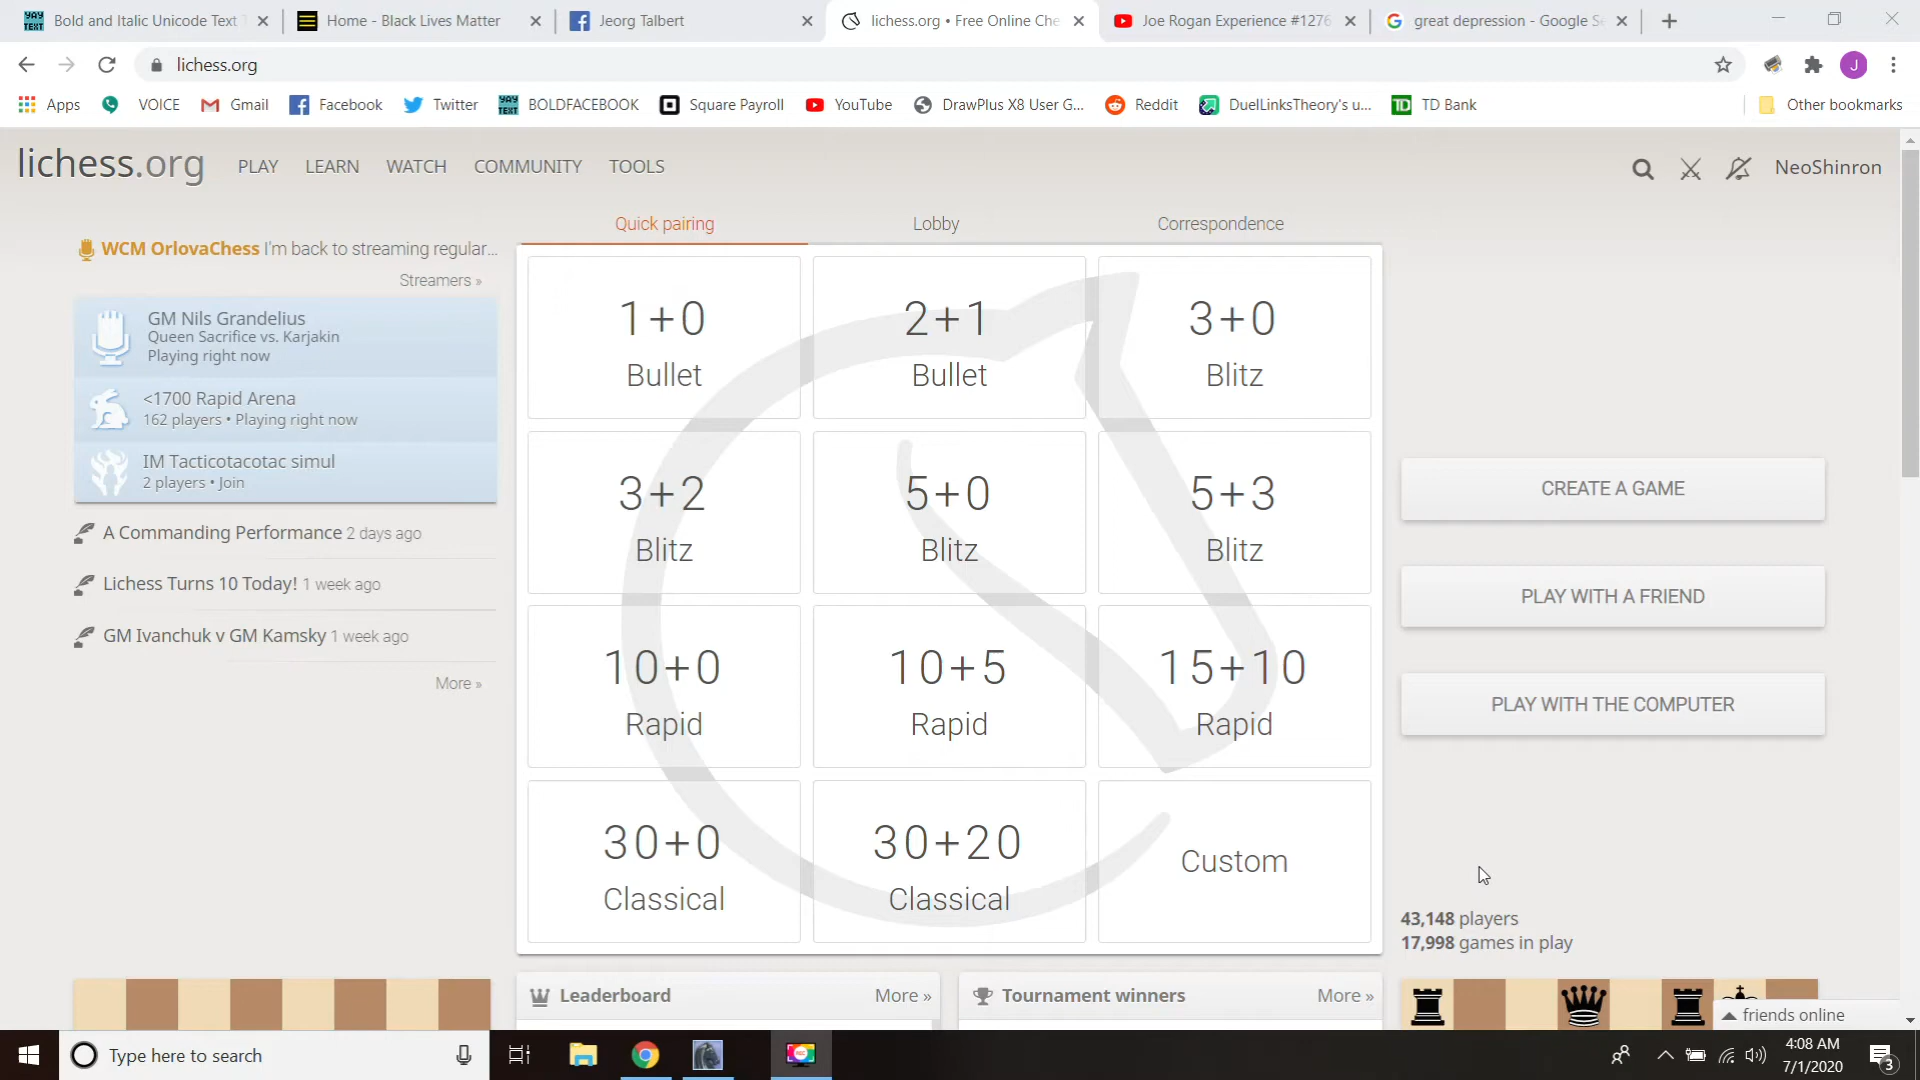 Bold and Italic Unicode Text T
Home - Black Lives Matter
Jeorg Talbert
lichess.org • Free Online Che
Joe Rogan Experience #1276
great depression - Google Se
lichess.org
J
Apps
VOICE
Gmail
Facebook
Twitter
BOLDFACEBOOK
Square Payroll
YouTube
DrawPlus X8 User G...
Reddit
DuelLinksTheory's u...
TD Bank
Other bookmarks
lichess.org
PLAY
LEARN
WATCH
COMMUNITY
TOOLS
NeoShinron
Quick pairing
Lobby
Correspondence
WCM OrlovaChess I'm back to streaming regular...
Streamers »
GM Nils Grandelius
Queen Sacrifice vs. Karjakin
Playing right now
<1700 Rapid Arena
162 players • Playing right now
IM Tacticotacotac simul
2 players • Join
A Commanding Performance 2 days ago
Lichess Turns 10 Today! 1 week ago
GM Ivanchuk v GM Kamsky 1 week ago
More »
1+0
Bullet
2+1
Bullet
3+0
Blitz
3+2
Blitz
5+0
Blitz
5+3
Blitz
10+0
Rapid
10+5
Rapid
15+10
Rapid
30+0
Classical
30+20
Classical
Custom
CREATE A GAME
PLAY WITH A FRIEND
PLAY WITH THE COMPUTER
43,148 players
17,998 games in play
Leaderboard
More »
Tournament winners
More »
friends online
Type here to search
4:08 AM
7/1/2020
3